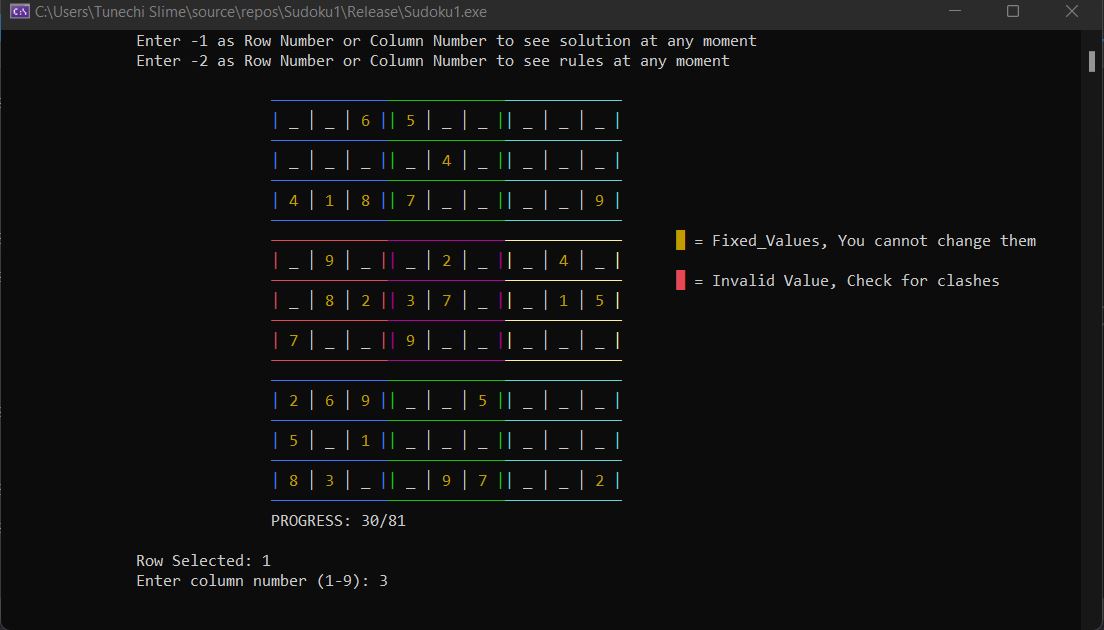 C:\Users\Tunechi Slime\source\repos\Sudoku1\Release\Sudoku1.exe
Enter -1 as Row Number or Column Number to see solution at any moment
Enter -2 as Row Number or Column Number to see rules at any moment
| _ | _ | 6 || 5 | _ | _ || _ | _ | _ |
| _ | _ | _ || _ | 4 | _ || _ | _ | _ |
| 4 | 1 | 8 || 7 | _ | _ || _ | _ | 9 |
= Fixed_Values, You cannot change them
| _ | 9 | _ || _ | 2 | _ || _ | 4 | _ |
= Invalid Value, Check for clashes
| _ | 8 | 2 || 3 | 7 | _ || _ | 1 | 5 |
| 7 | _ | _ || 9 | _ | _ || _ | _ | _ |
| 2 | 6 | 9 || _ | _ | 5 || _ | _ | _ |
| 5 | _ | 1 || _ | _ | _ || _ | _ | _ |
| 8 | 3 | _ || _ | 9 | 7 || _ | _ | 2 |
PROGRESS: 30/81
Row Selected: 1
Enter column number (1-9): 3